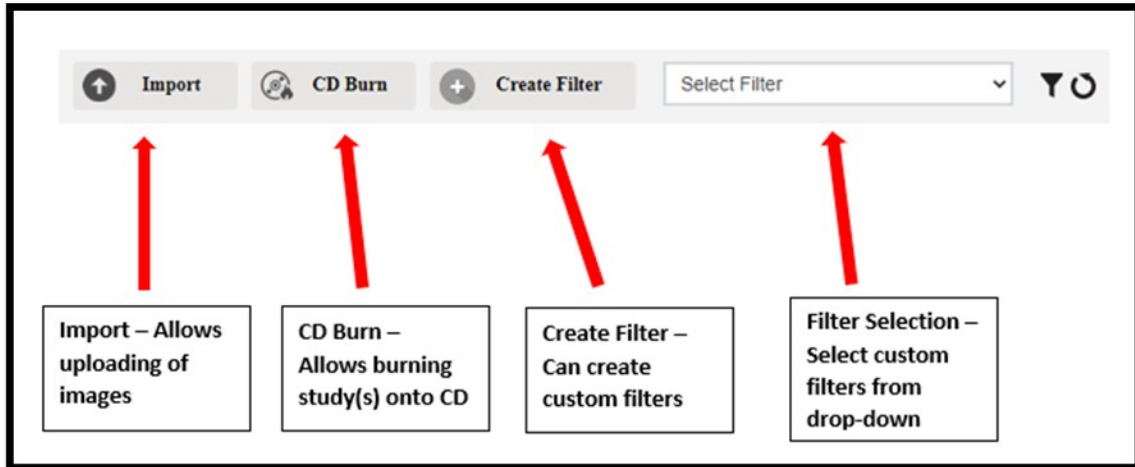 Import
CD Burn
Create Filter
Select Filter
Import – Allows
uploading of
images
CD Burn –
Allows burning
study(s) onto CD
Create Filter –
Can create
custom filters
Filter Selection –
Select custom
filters from
drop-down